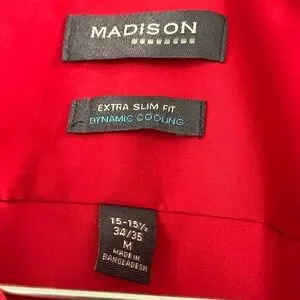 MADISON
EXTRA SLIM FIT
DYNAMIC COOLING
15-15½
34/35
M
MADE IN
BANGLADESH